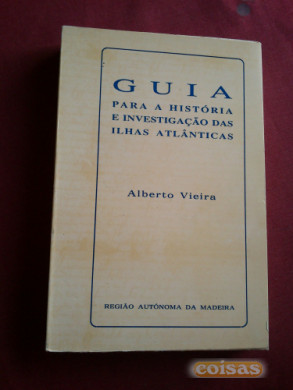 GUIA
PARA A HISTÓRIA
E INVESTIGAÇÃO DAS
ILHAS ATLÂNTICAS
Alberto Vieira
REGIÃO AUTÓNOMA DA MADEIRA
coisas